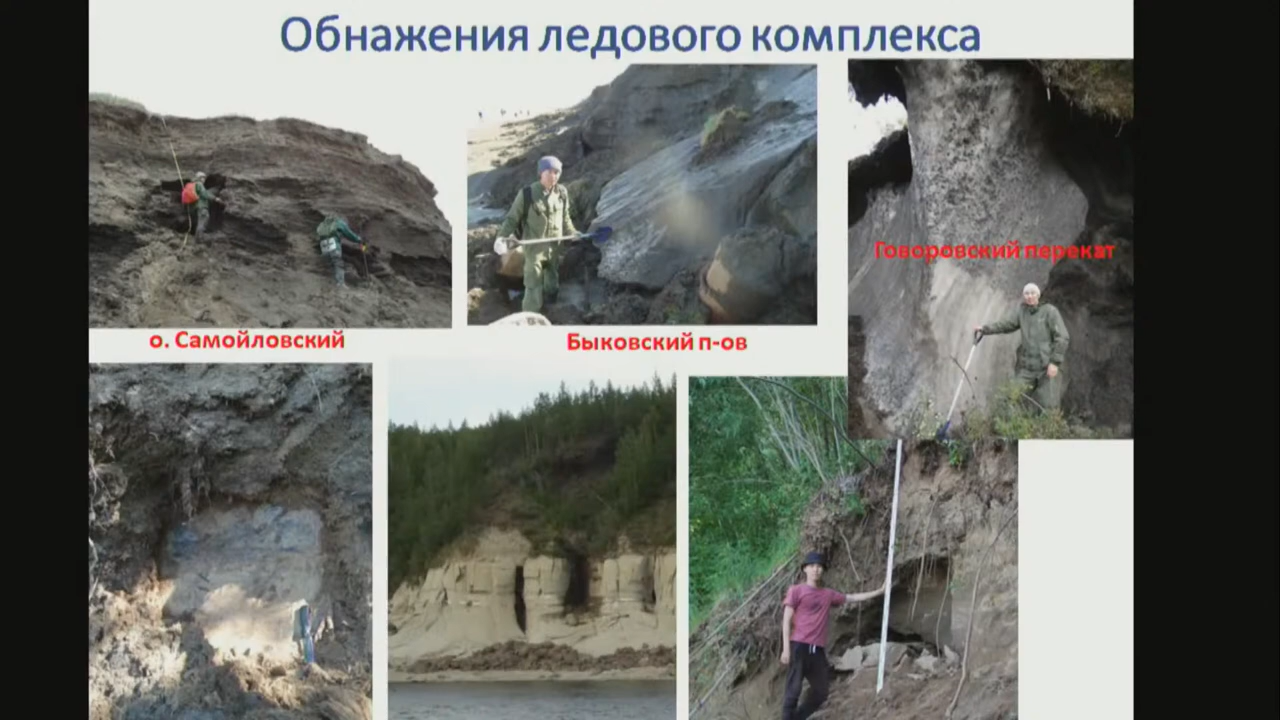 Обнажения ледового комплекса
Говоровский перекат
о. Самойловский
Быковский п-ов